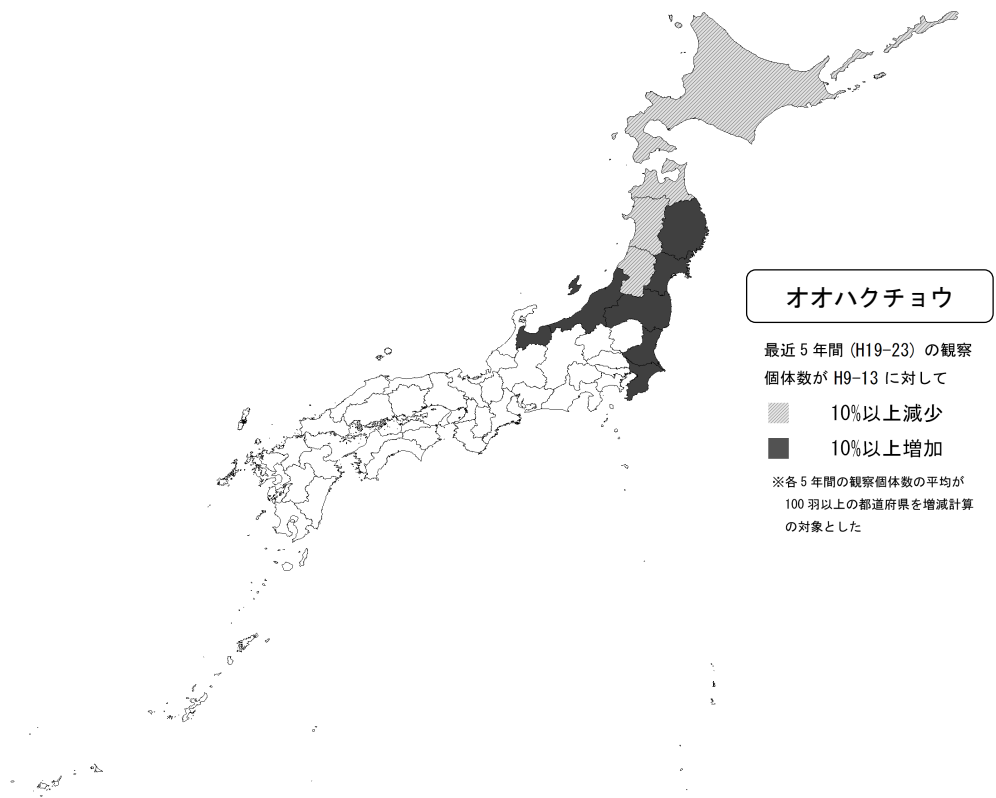 オオハクチョウ
最近5年間(H19-23)の観察
個体数がH9-13に対して
10%以上減少
10%以上増加
※各5年間の観察個体数の平均が
100羽以上の都道府県を増減計算
の対象とした